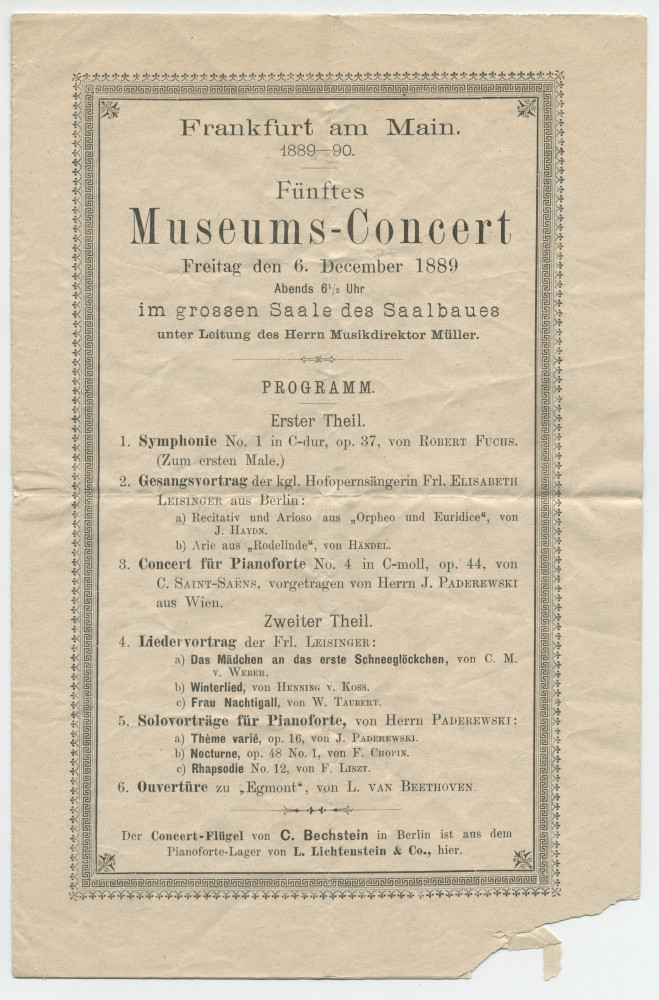 Frankfurt am Main.
1889—90.
Fünftes
Museums-Concert
Freitag den 6. December 1889
Abends 6½ Uhr
im grossen Saale des Saalbaues
unter Leitung des Herrn Musikdirektor Müller.
PROGRAMM.
Erster Theil.
1. Symphonie No. 1 in C-dur, op. 37, von ROBERT FUCHS.
(Zum ersten Male.)
2. Gesangsvortrag der kgl. Hofopernsängerin Frl. ELISABETH
LEISINGER aus Berlin:
a) Recitativ und Arioso aus „Orpheo und Euridice“, von
J. HAYDN.
b) Arie aus „Rodelinde“, von HÄNDEL.
3. Concert für Pianoforte No. 4 in C-moll, op. 44, von
C. SAINT-SAËNS, vorgetragen von Herrn J. PADEREWSKI
aus Wien.
Zweiter Theil.
4. Liedervortrag der Frl. LEISINGER:
a) Das Mädchen an das erste Schneeglöckchen, von C. M.
v. WEBER.
b) Winterlied, von HENNING v. KOSS.
c) Frau Nachtigall, von W. TAUBERT.
5. Solovorträge für Pianoforte, von Herrn PADEREWSKI:
a) Thème varié, op. 16, von J. PADEREWSKI.
b) Nocturne, op. 48 No. 1, von F. CHOPIN.
c) Rhapsodie No. 12, von F. LISZT.
6. Ouvertüre zu „Egmont“, von L. VAN BEETHOVEN.
Der Concert-Flügel von C. Bechstein in Berlin ist aus dem
Pianoforte-Lager von L. Lichtenstein & Co., hier.